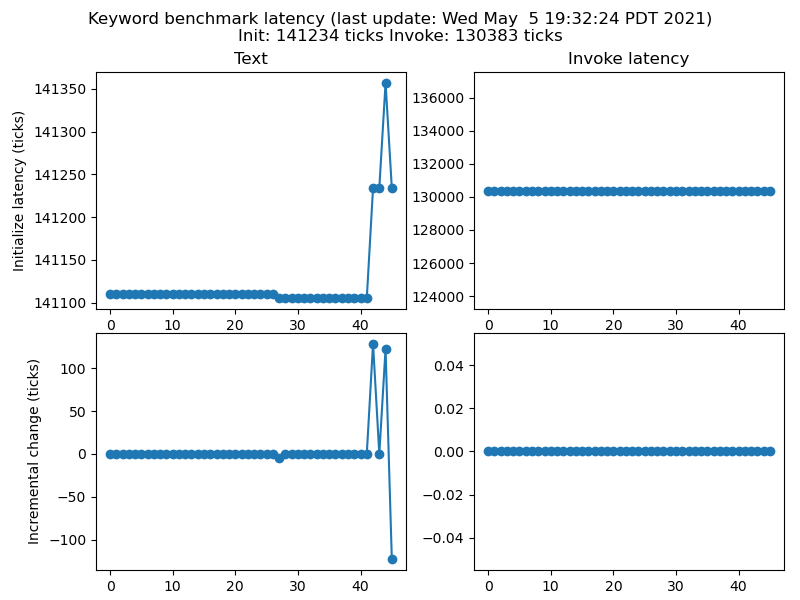 Keyword benchmark latency (last update: Wed May  5 19:32:24 PDT 2021)
Init: 141234 ticks Invoke: 130383 ticks
Text
Invoke latency
Initialize latency (ticks)
141350
141300
141250
141200
141150
141100
0 10 20 30 40
136000
134000
132000
130000
128000
126000
124000
0 10 20 30 40
Incremental change (ticks)
100
50
0
−50
−100
0 10 20 30 40
0.04
0.02
0.00
−0.02
−0.04
0 10 20 30 40